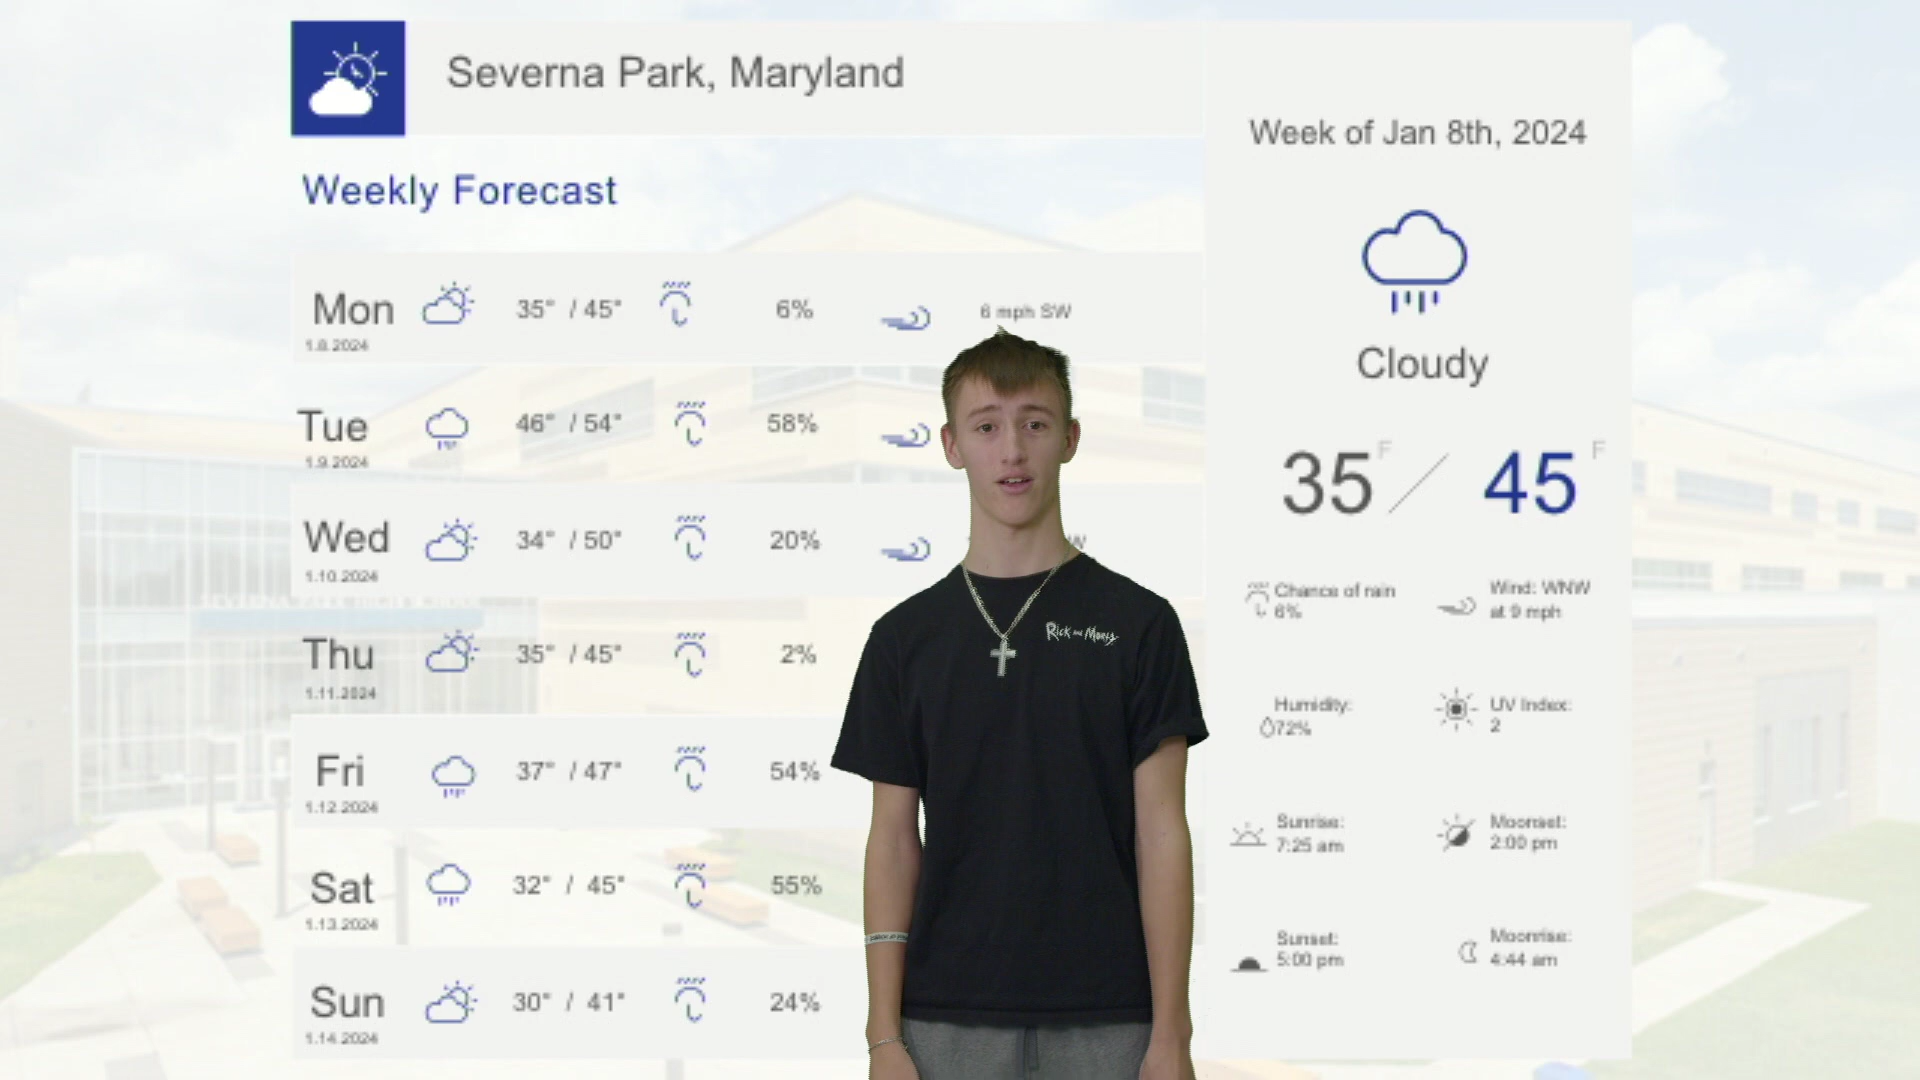 Severna Park, Maryland
Week of Jan 8th, 2024
Weekly Forecast
Mon 35° / 45° 6% 6 mph SW
1.8.2024
Tue 46° / 54° 58%
1.9.2024
Wed 34° / 50° 20%
1.10.2024
Thu 35° / 45° 2%
1.11.2024
Fri 37° / 47° 54%
1.12.2024
Sat 32° / 45° 55%
1.13.2024
Sun 30° / 41° 24%
1.14.2024
Cloudy
35 F / 45 F
Chance of rain
6%
Wind: WNW
at 9 mph
Humidity:
72%
UV Index:
2
Sunrise:
7:25 am
Moonset:
2:00 pm
Sunset:
5:00 pm
Moonrise:
4:44 am
Rick and Morty